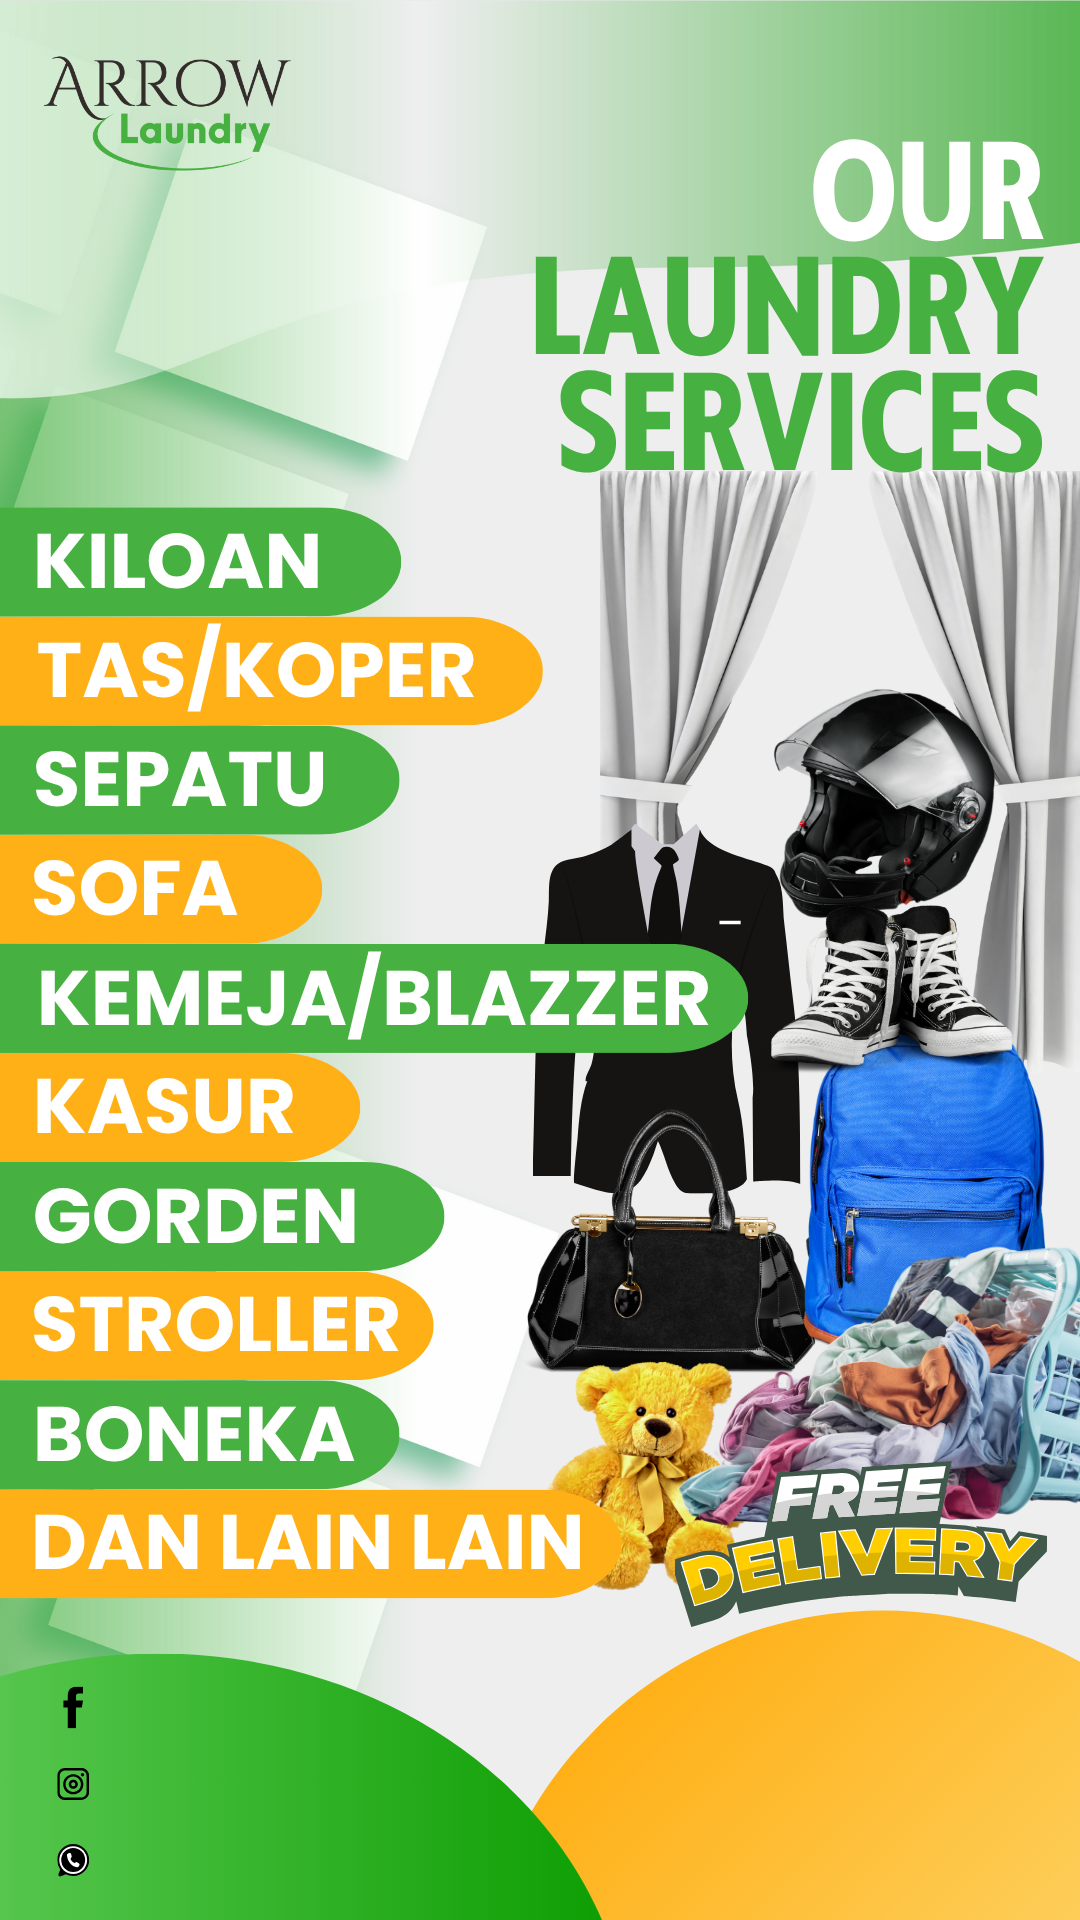 ARROW
Laundry
OUR
LAUNDRY
SERVICES
KILOAN
TAS/KOPER
SEPATU
SOFA
KEMEJA/BLAZZER
KASUR
GORDEN
STROLLER
BONEKA
DAN LAIN LAIN
FREE
DELIVERY